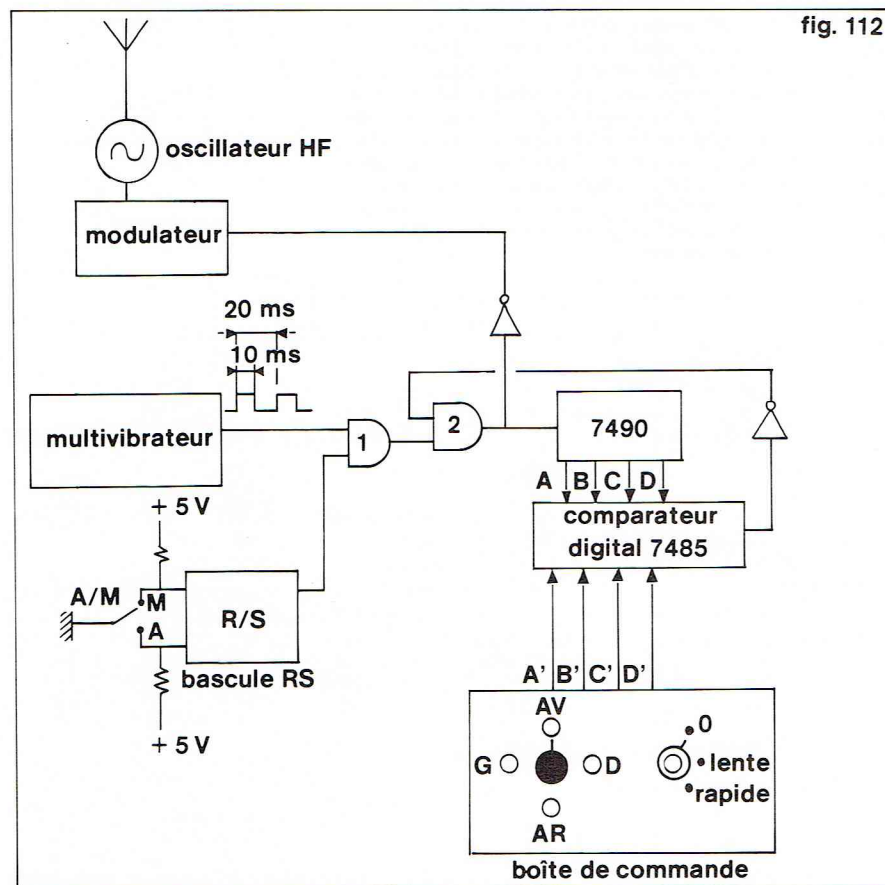 fig. 112
oscillateur HF
modulateur
20 ms
10 ms
multivibrateur
1
2
7490
A B C D
comparateur
digital 7485
+ 5 V
A/M
M
A
R/S
bascule RS
+ 5 V
A' B' C' D'
AV
G
D
AR
0
lente
rapide
boîte de commande